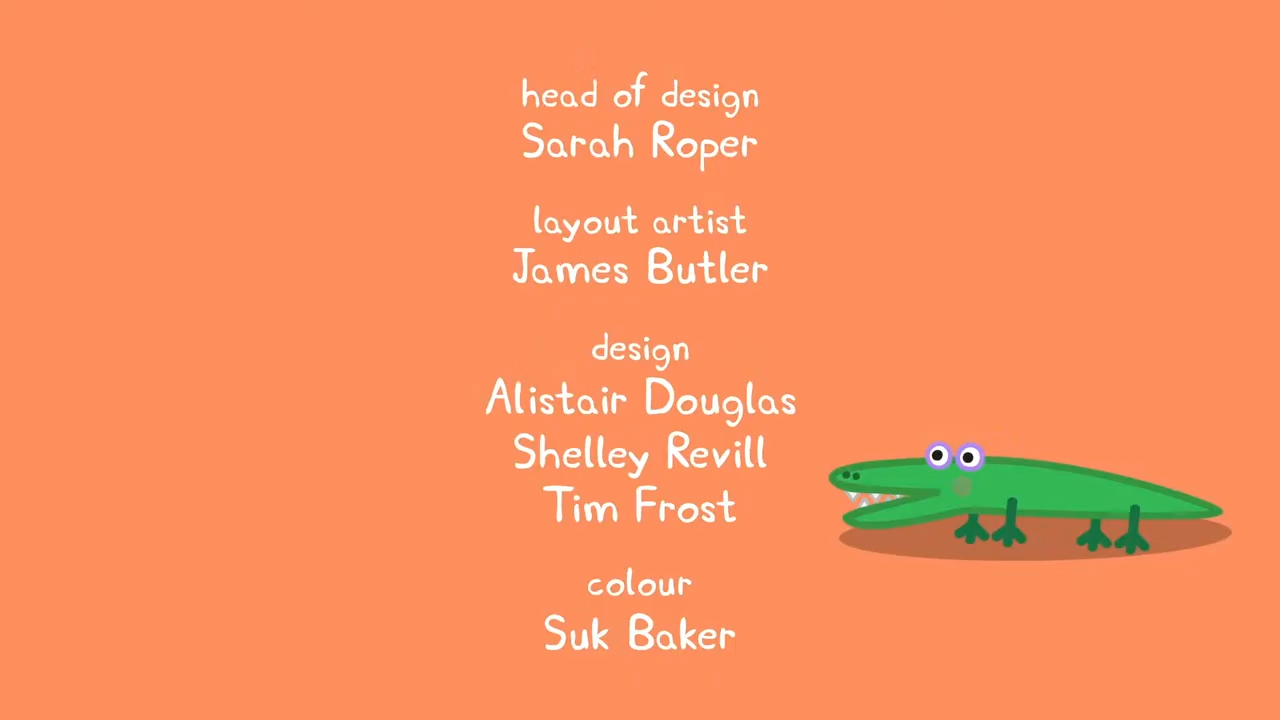 head of design
Sarah Roper
layout artist
James Butler
design
Alistair Douglas
Shelley Revill
Tim Frost
colour
Suk Baker